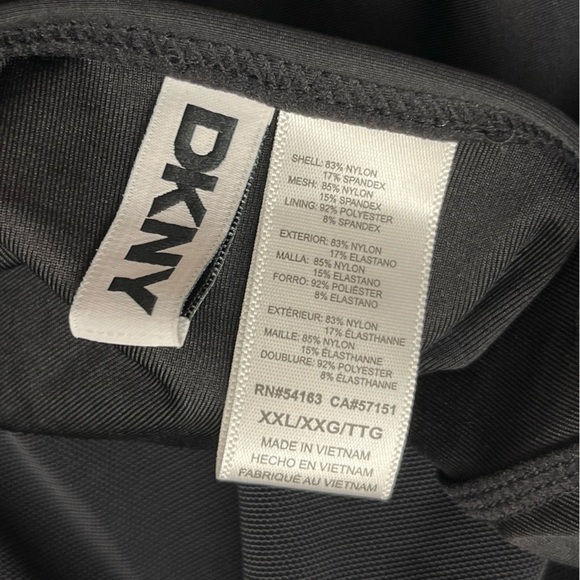 DKNY
SHELL: 83% NYLON
17% SPANDEX
MESH: 85% NYLON
15% SPANDEX
LINING: 92% POLYESTER
8% SPANDEX
EXTERIOR: 83% NYLON
17% ELASTANO
MALLA: 85% NYLON
15% ELASTANO
FORRO: 92% POLIÉSTER
8% ELASTANO
EXTÉRIEUR: 83% NYLON
17% ÉLASTHANNE
MAILLE: 85% NYLON
15% ÉLASTHANNE
DOUBLURE: 92% POLYESTER
8% ÉLASTHANNE
RN#54163 CA#57151
XXL/XXG/TTG
MADE IN VIETNAM
HECHO EN VIETNAM
FABRIQUÉ AU VIETNAM